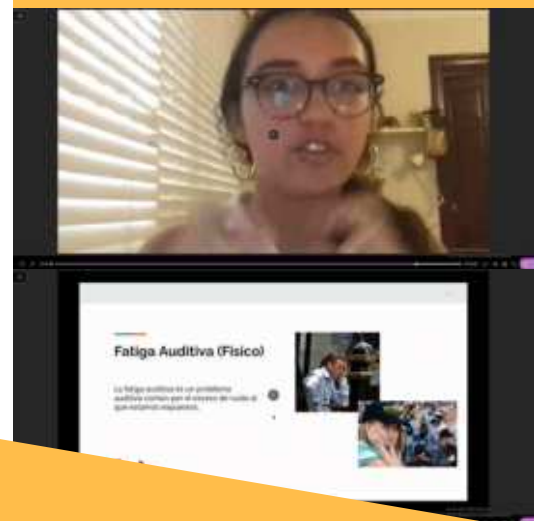 Fatiga Auditiva (Físico)
La fatiga auditiva es un problema
auditivo común por el exceso de ruido al
que estamos expuestos.